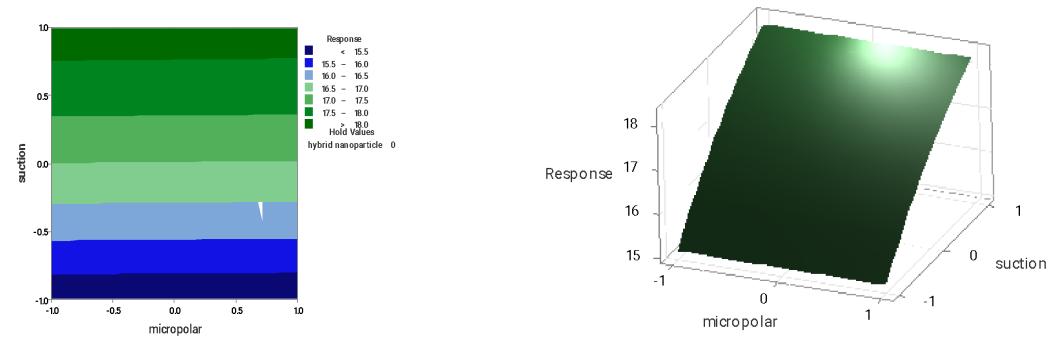 1.0
0.5
0.0
-0.5
-1.0
suction
-1.0 -0.5 0.0 0.5 1.0
micropolar
Response
< 15.5
15.5 – 16.0
16.0 – 16.5
16.5 – 17.0
17.0 – 17.5
17.5 – 18.0
> 18.0
Hold Values
hybrid nanoparticle 0
18
Response 17
16
15
-1
0
1
micropolar
1
0
-1
suction